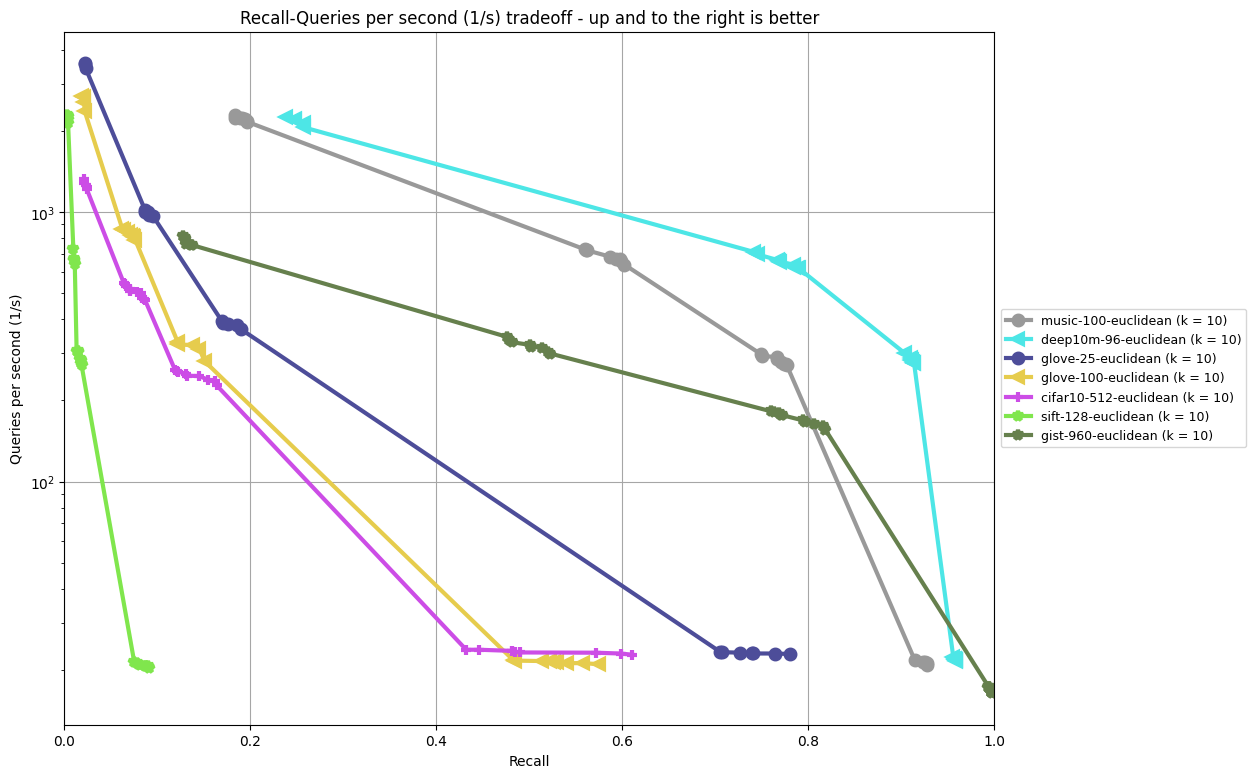 Recall-Queries per second (1/s) tradeoff - up and to the right is better
Queries per second (1/s)
10³
10²
0.0 0.2 0.4 0.6 0.8 1.0
Recall
music-100-euclidean (k = 10)
deep10m-96-euclidean (k = 10)
glove-25-euclidean (k = 10)
glove-100-euclidean (k = 10)
cifar10-512-euclidean (k = 10)
sift-128-euclidean (k = 10)
gist-960-euclidean (k = 10)